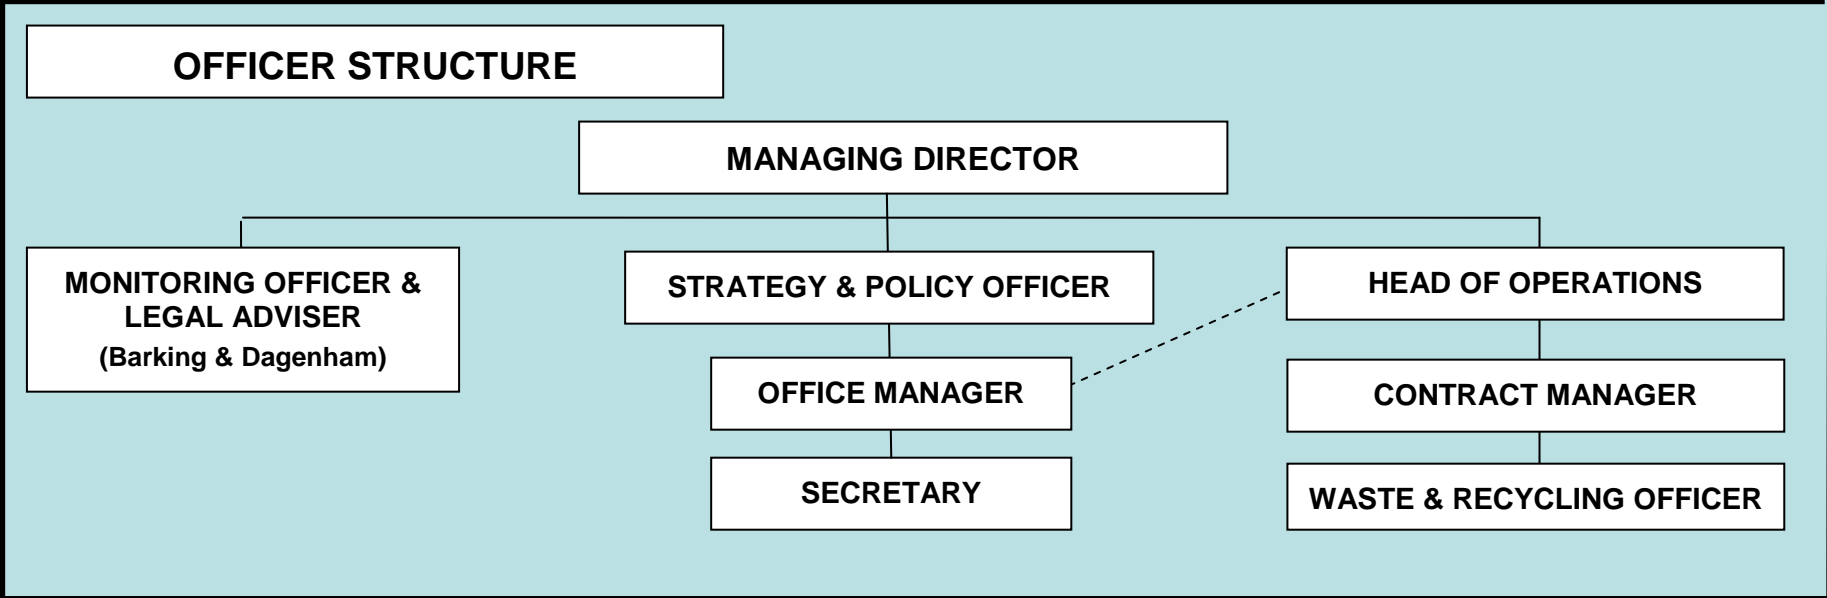 OFFICER STRUCTURE
MANAGING DIRECTOR
MONITORING OFFICER &
LEGAL ADVISER
(Barking & Dagenham)
STRATEGY & POLICY OFFICER
HEAD OF OPERATIONS
OFFICE MANAGER
CONTRACT MANAGER
SECRETARY
WASTE & RECYCLING OFFICER